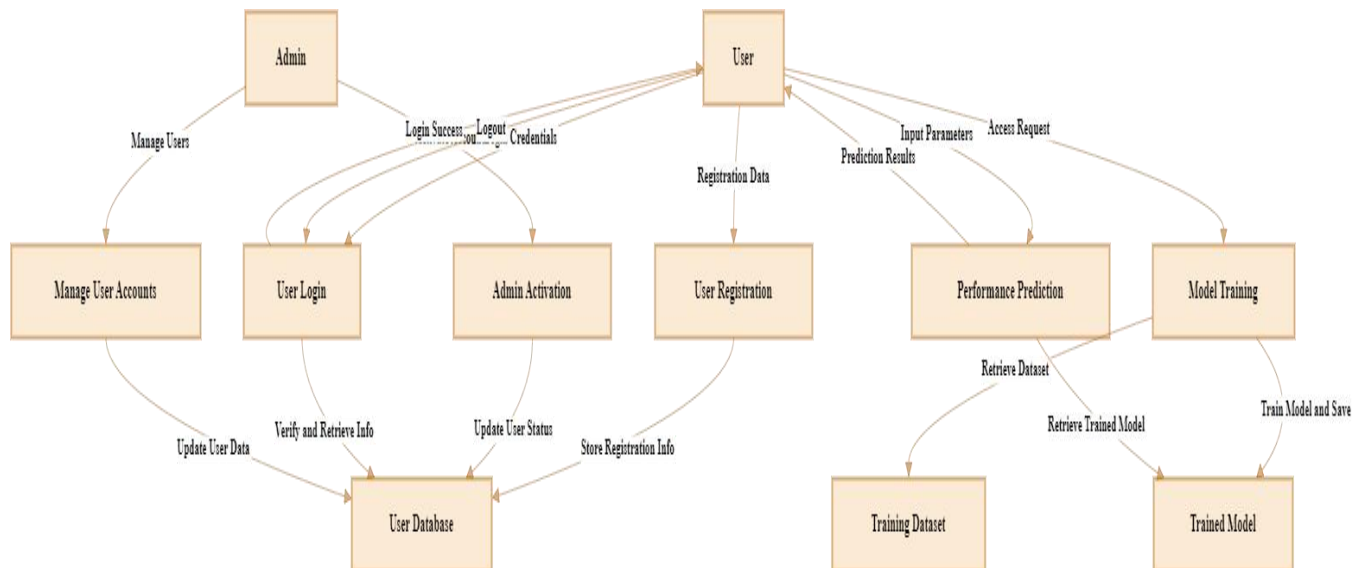 Admin
User
Manage Users
Login Success
Logout
Credentials
Input Parameters
Access Request
Prediction Results
Registration Data
Manage User Accounts
User Login
Admin Activation
User Registration
Performance Prediction
Model Training
Retrieve Dataset
Train Model and Save
Update User Data
Verify and Retrieve Info
Update User Status
Store Registration Info
Retrieve Trained Model
User Database
Training Dataset
Trained Model